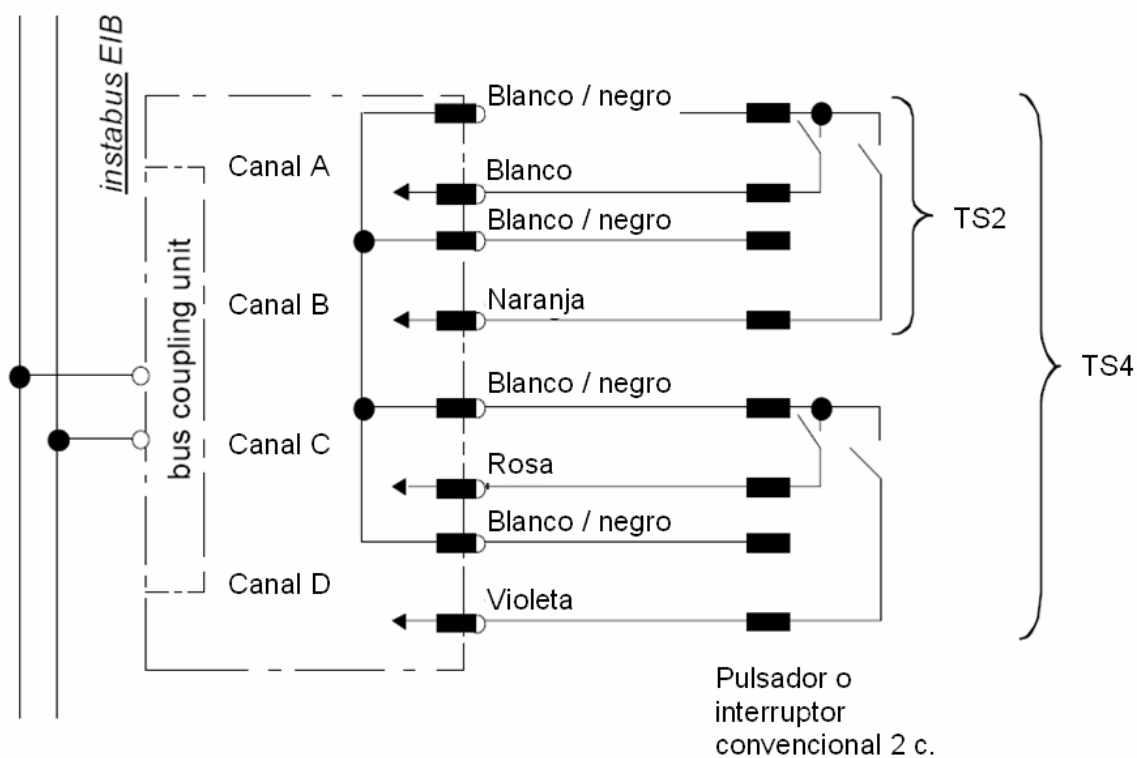 instabus EIB
bus coupling unit
Canal A
Canal B
Canal C
Canal D
Blanco / negro
Blanco
Blanco / negro
Naranja
Blanco / negro
Rosa
Blanco / negro
Violeta
TS2
TS4
Pulsador o
interruptor
convencional 2 c.